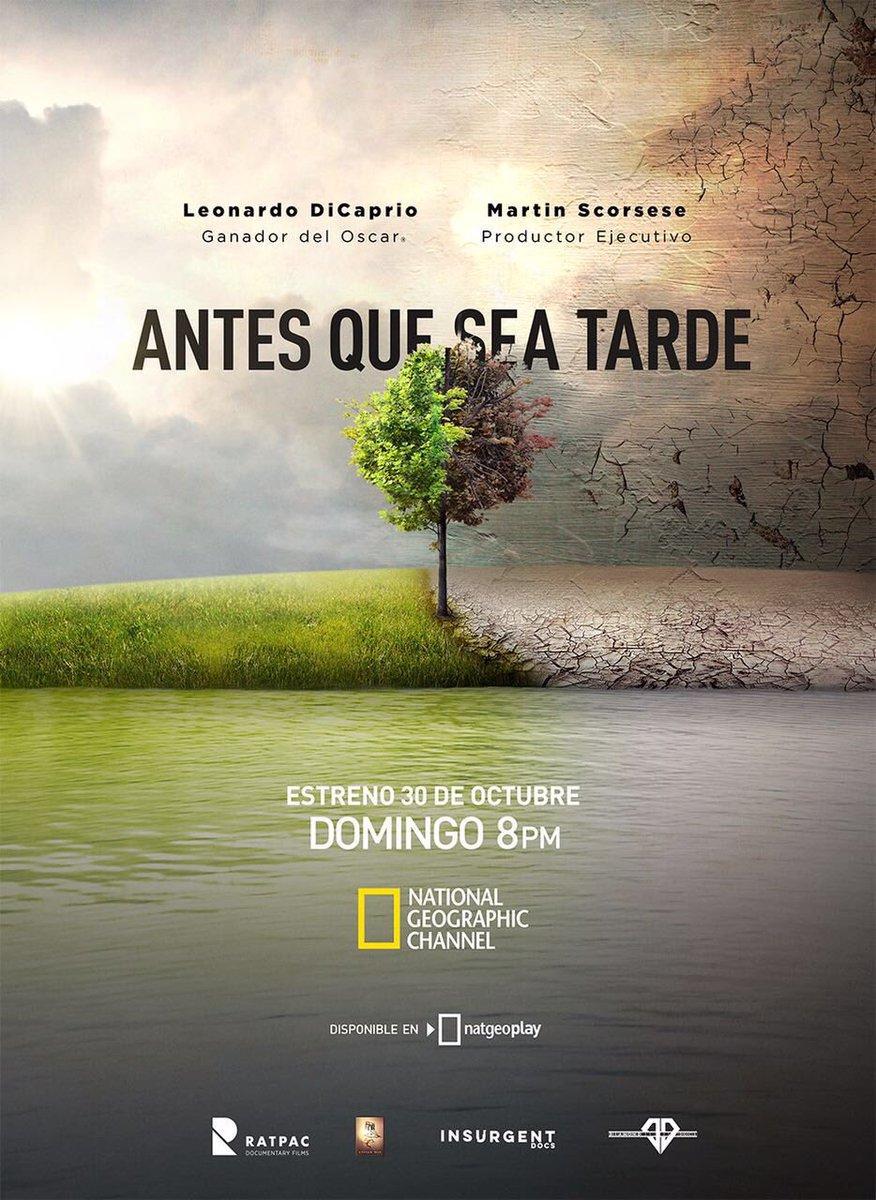 Leonardo DiCaprio
Ganador del Oscar®
Martin Scorsese
Productor Ejecutivo
ANTES QUE SEA TARDE
ESTRENO 30 DE OCTUBRE
DOMINGO 8PM
NATIONAL
GEOGRAPHIC
CHANNEL
DISPONIBLE EN natgeoplay
RATPAC
DOCUMENTARY FILMS
INSURGENT
DOCS